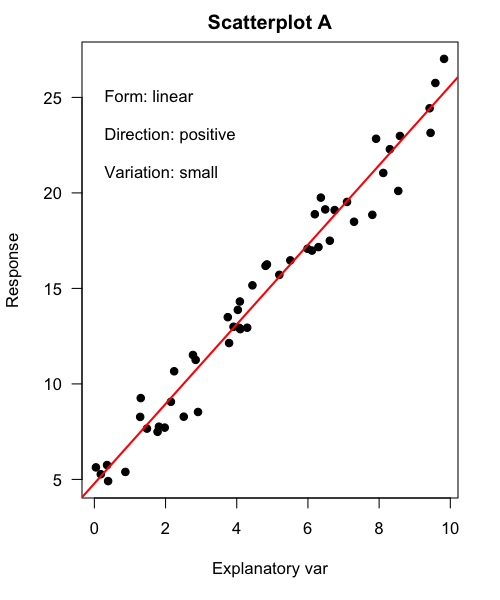 Scatterplot A
Form: linear
Direction: positive
Variation: small
25
20
15
10
5
Response
0 2 4 6 8 10
Explanatory var